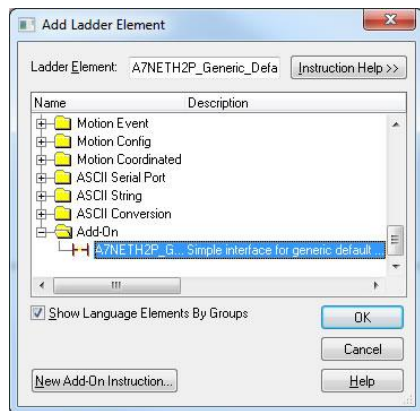 Add Ladder Element
Ladder Element: A7NETH2P_Generic_Defa Instruction Help >>
Name Description
Motion Event
Motion Config
Motion Coordinated
ASCII Serial Port
ASCII String
ASCII Conversion
Add-On
A7NETH2P_G... Simple interface for generic default ...
Show Language Elements By Groups
OK
Cancel
New Add-On Instruction...
Help